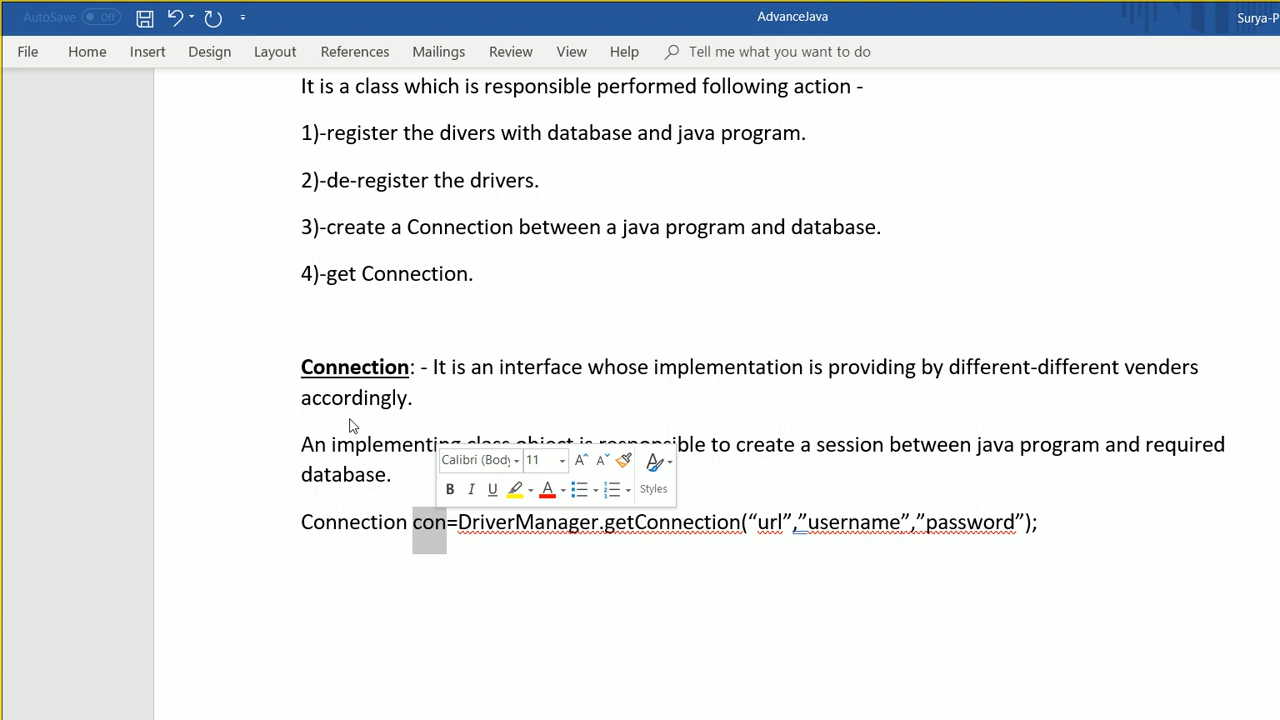 AutoSave Off AdvanceJava Surya-P
File Home Insert Design Layout References Mailings Review View Help Tell me what you want to do
It is a class which is responsible performed following action -
1)-register the divers with database and java program.
2)-de-register the drivers.
3)-create a Connection between a java program and database.
4)-get Connection.
Connection: - It is an interface whose implementation is providing by different-different venders
accordingly.
An implementing class object is responsible to create a session between java program and required
database.
Calibri (Body 11
B I U Styles
Connection con=DriverManager.getConnection(“url”,”username”,”password”);